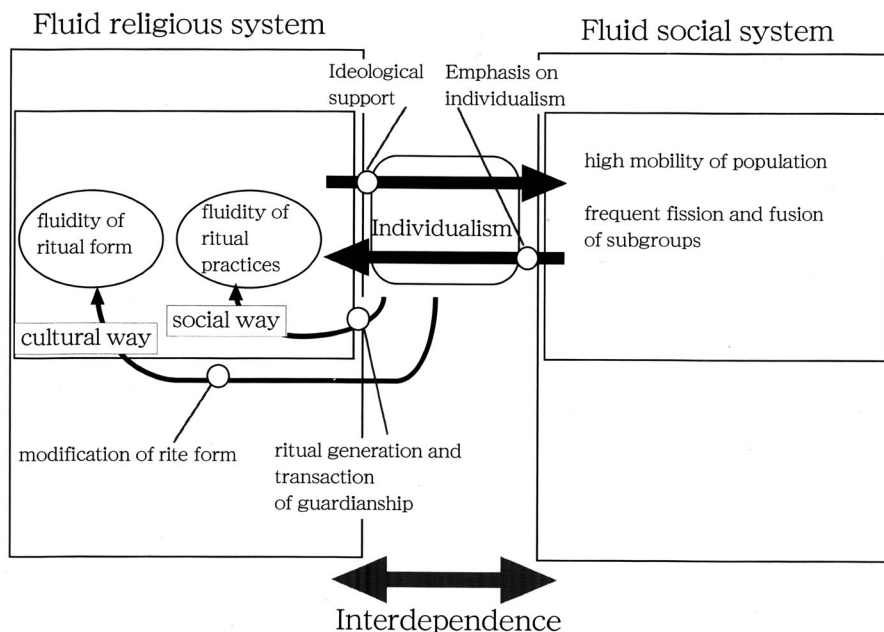 Fluid religious system
Fluid social system
Ideological
support
Emphasis on
individualism
high mobility of population
frequent fission and fusion
of subgroups
fluidity of
ritual form
fluidity of
ritual
practices
Individualism
social way
cultural way
modification of rite form
ritual generation and
transaction
of guardianship
Interdependence